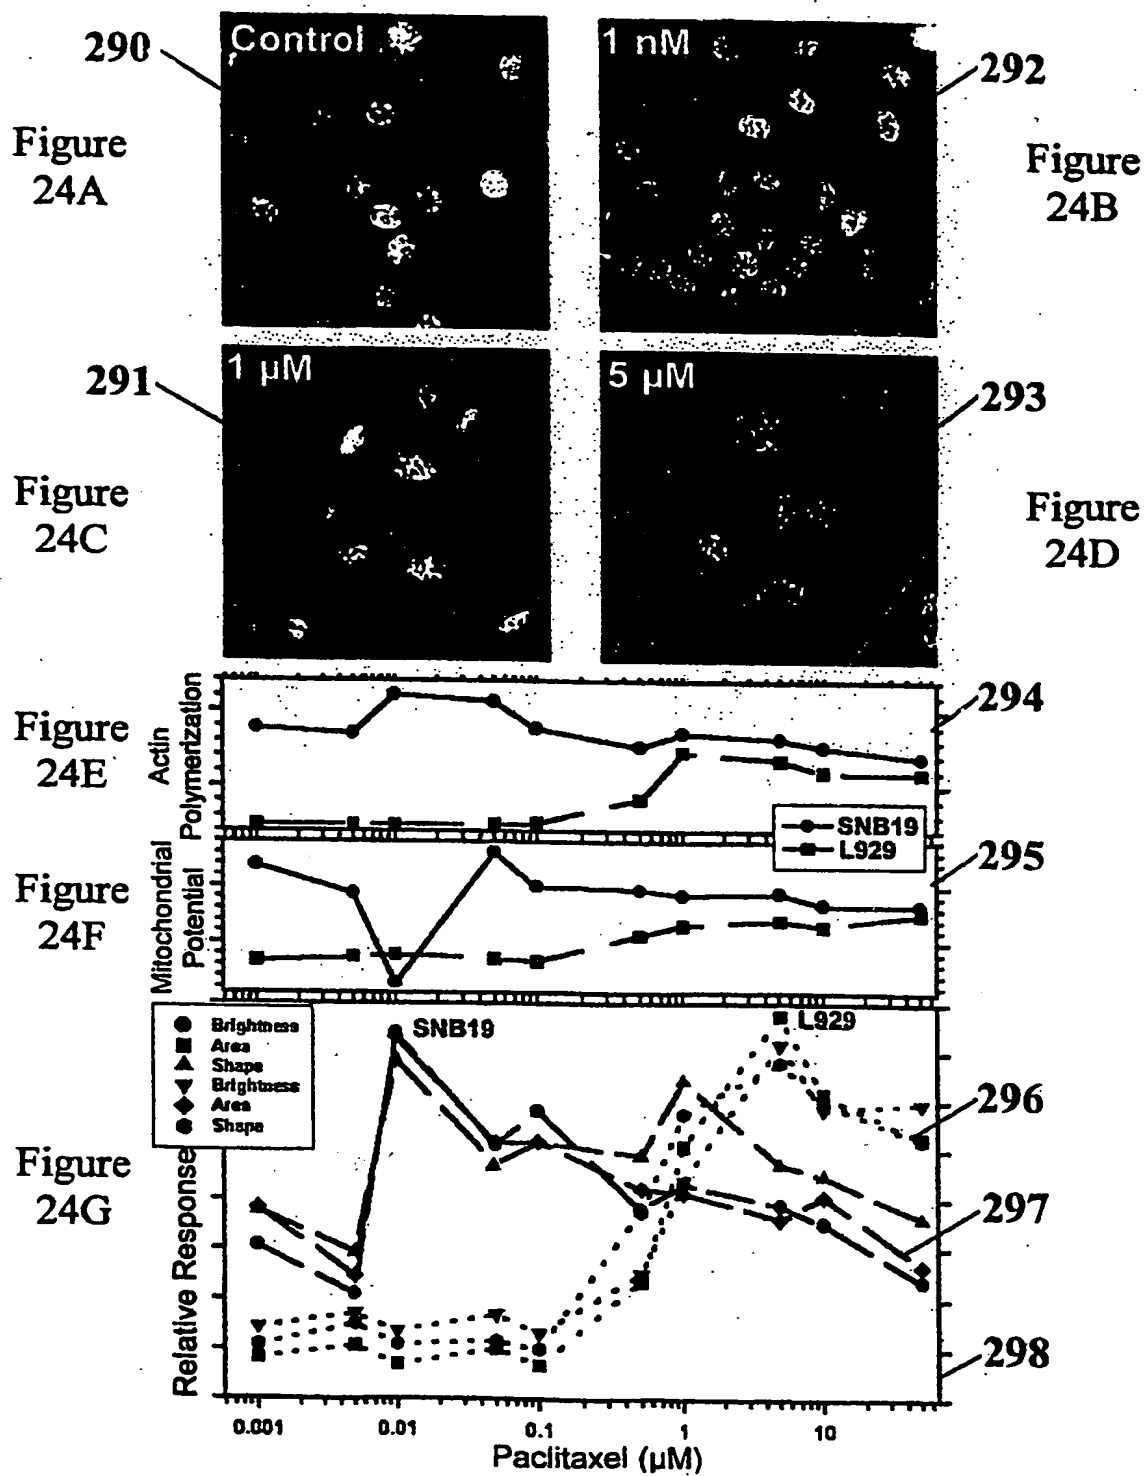 290
Control
1 nM
292
Figure
24A
Figure
24B
291
1 µM
5 µM
293
Figure
24C
Figure
24D
Figure
24E
Actin
Polymerization
294
SNB19
L929
Figure
24F
Mitochondrial
Potential
295
Brightness
Area
Shape
Brightness
Area
Shape
SNB19
L929
296
Figure
24G
Relative Response
297
298
0.001
0.01
0.1
1
10
Paclitaxel (µM)